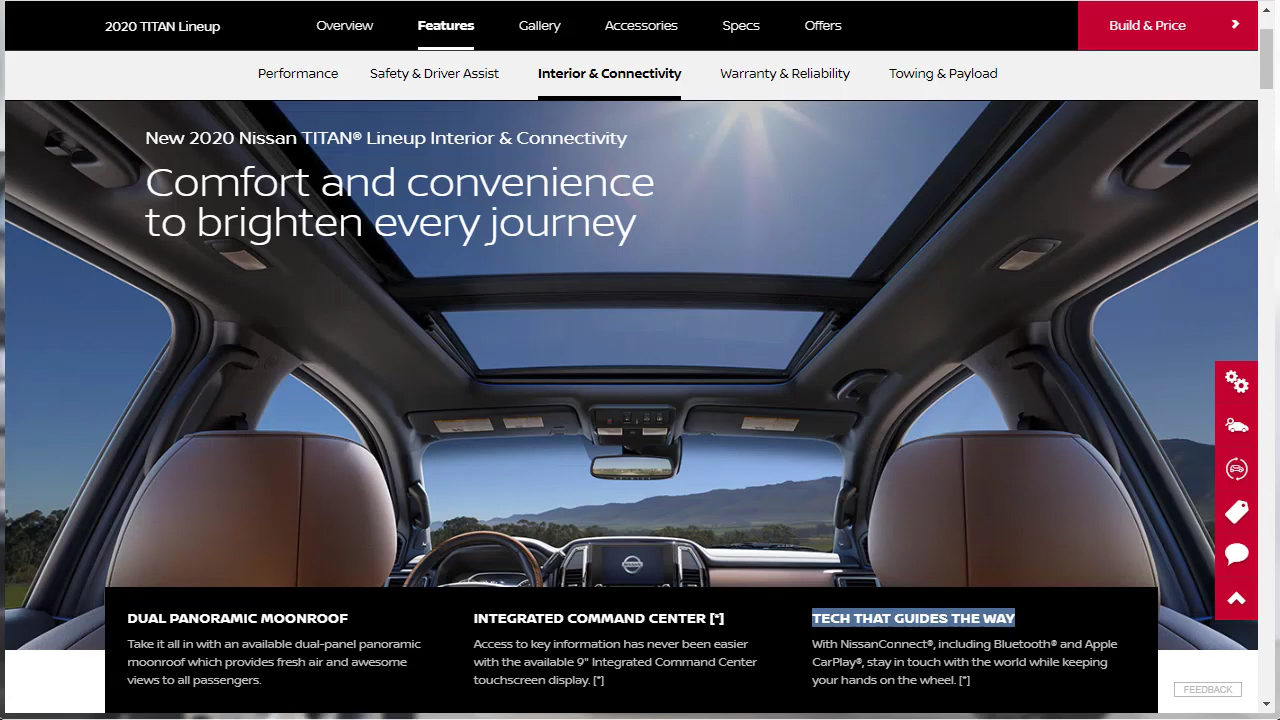 2020 TITAN Lineup
Overview
Features
Gallery
Accessories
Specs
Offers
Build & Price
Performance
Safety & Driver Assist
Interior & Connectivity
Warranty & Reliability
Towing & Payload
New 2020 Nissan TITAN® Lineup Interior & Connectivity
Comfort and convenience
to brighten every journey
NISSAN
DUAL PANORAMIC MOONROOF
Take it all in with an available dual-panel panoramic
moonroof which provides fresh air and awesome
views to all passengers.
INTEGRATED COMMAND CENTER [*]
Access to key information has never been easier
with the available 9" Integrated Command Center
touchscreen display. [*]
TECH THAT GUIDES THE WAY
With NissanConnect®, including Bluetooth® and Apple
CarPlay®, stay in touch with the world while keeping
your hands on the wheel. [*]
FEEDBACK